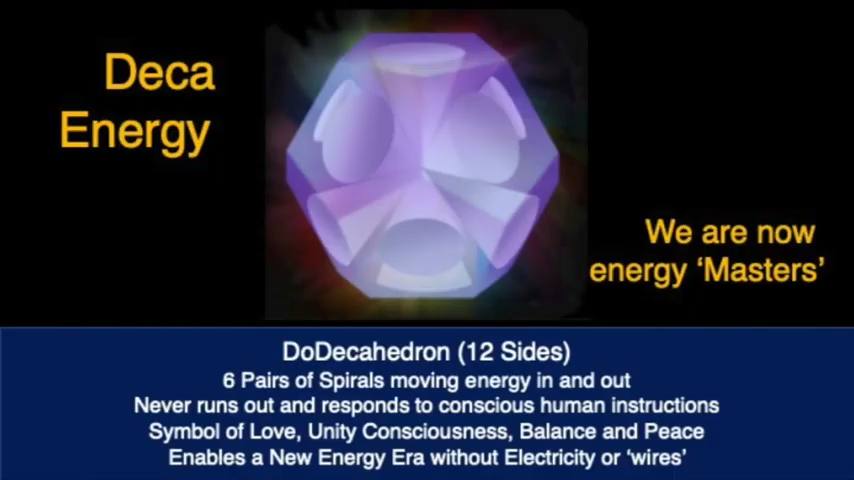 Deca
Energy
We are now
energy ‘Masters’
DoDecahedron (12 Sides)
6 Pairs of Spirals moving energy in and out
Never runs out and responds to conscious human instructions
Symbol of Love, Unity Consciousness, Balance and Peace
Enables a New Energy Era without Electricity or ‘wires’